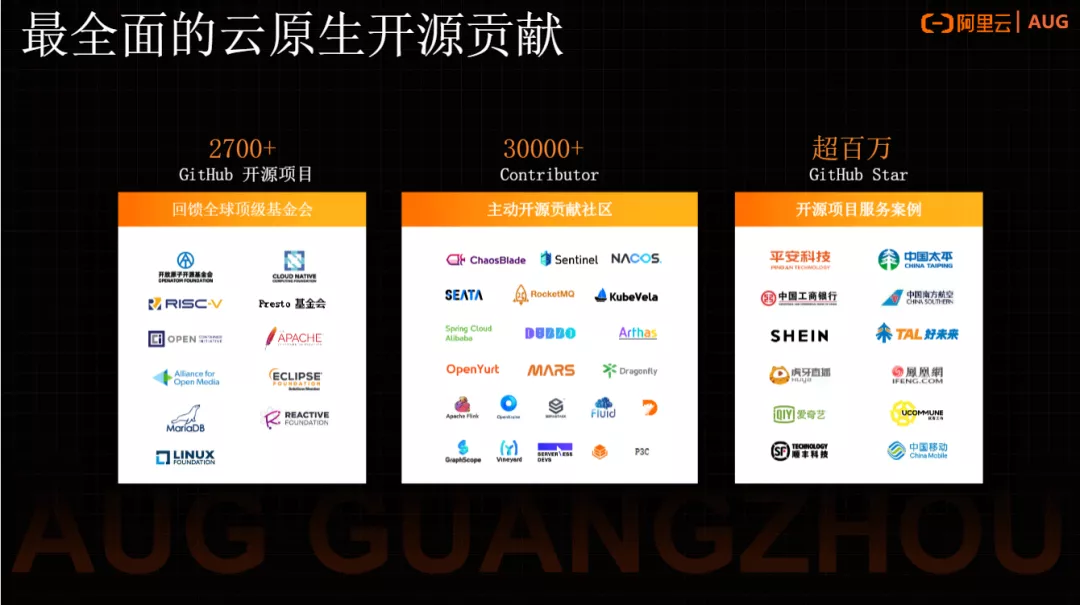 最全面的云原生开源贡献
阿里云 | AUG
2700+
GitHub 开源项目
回馈全球顶级基金会
开放原子开源基金会
OPENATOM FOUNDATION
CLOUD NATIVE
COMPUTING FOUNDATION
RISC-V
Presto 基金会
OPEN CONTAINER INITIATIVE
THE APACHE
SOFTWARE FOUNDATION
Alliance for
Open Media
ECLIPSE
FOUNDATION
MariaDB
REACTIVE
FOUNDATION
LINUX
FOUNDATION
30000+
Contributor
主动开源贡献社区
ChaosBlade
Sentinel
NACOS.
SEATA
RocketMQ
KubeVela
Spring Cloud
Alibaba
DUBBO
Arthas
OpenYurt
MARS
Dragonfly
Apache Flink
Fluid
GraphScope
Vineyard
SERVERLESS
DEVS
P3C
超百万
GitHub Star
开源项目服务案例
平安科技
PINGAN TECHNOLOGY
中国太平
CHINA TAIPING
中国工商银行
中国南方航空
CHINA SOUTHERN
SHEIN
TAL 好未来
虎牙直播
HUYA
鳳凰網
IFENG.COM
QIY 爱奇艺
UCOMMUNE
SF TECHNOLOGY
顺丰科技
中国移动
China Mobile
AUG GUANGZHOU